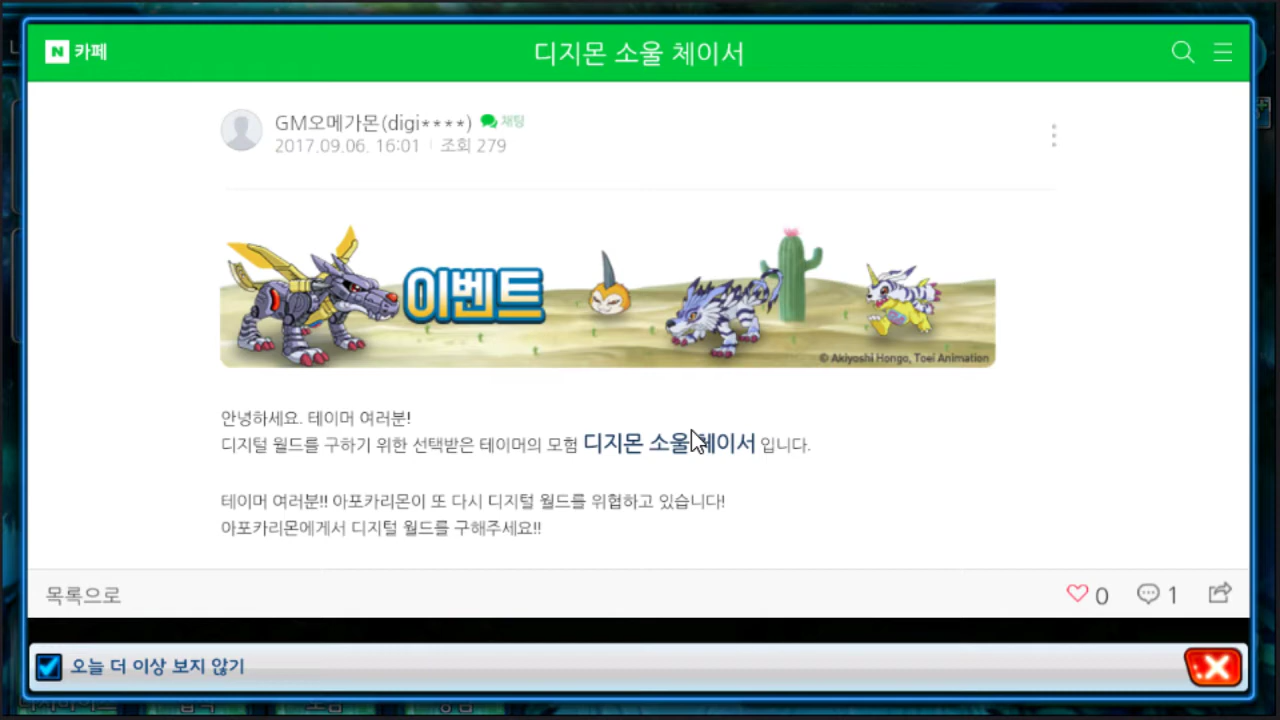 N 카페
디지몬 소울 체이서
GM오메가몬(digi****) 채팅
2017.09.06. 16:01 조회 279
이벤트
© Akiyoshi Hongo, Toei Animation
안녕하세요. 테이머 여러분!
디지털 월드를 구하기 위한 선택받은 테이머의 모험 디지몬 소울 체이서 입니다.
테이머 여러분!! 아포카리몬이 또 다시 디지털 월드를 위협하고 있습니다!
아포카리몬에게서 디지털 월드를 구해주세요!!
목록으로
0
1
오늘 더 이상 보지 않기